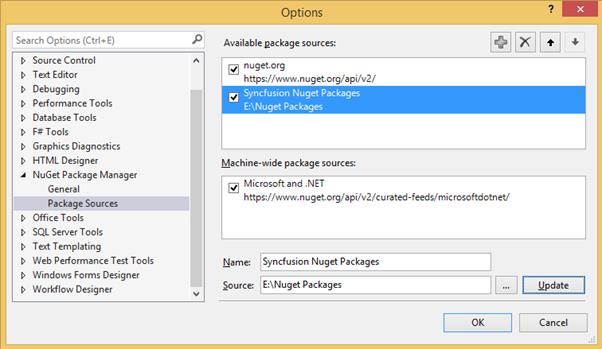 Options
?
Search Options (Ctrl+E)
Source Control
Text Editor
Debugging
Performance Tools
Database Tools
F# Tools
Graphics Diagnostics
HTML Designer
NuGet Package Manager
General
Package Sources
Office Tools
SQL Server Tools
Text Templating
Web Performance Test Tools
Windows Forms Designer
Workflow Designer
Available package sources:
nuget.org
https://www.nuget.org/api/v2/
Syncfusion Nuget Packages
E:\Nuget Packages
Machine-wide package sources:
Microsoft and .NET
https://www.nuget.org/api/v2/curated-feeds/microsoftdotnet/
Name: Syncfusion Nuget Packages
Source: E:\Nuget Packages ... Update
OK Cancel